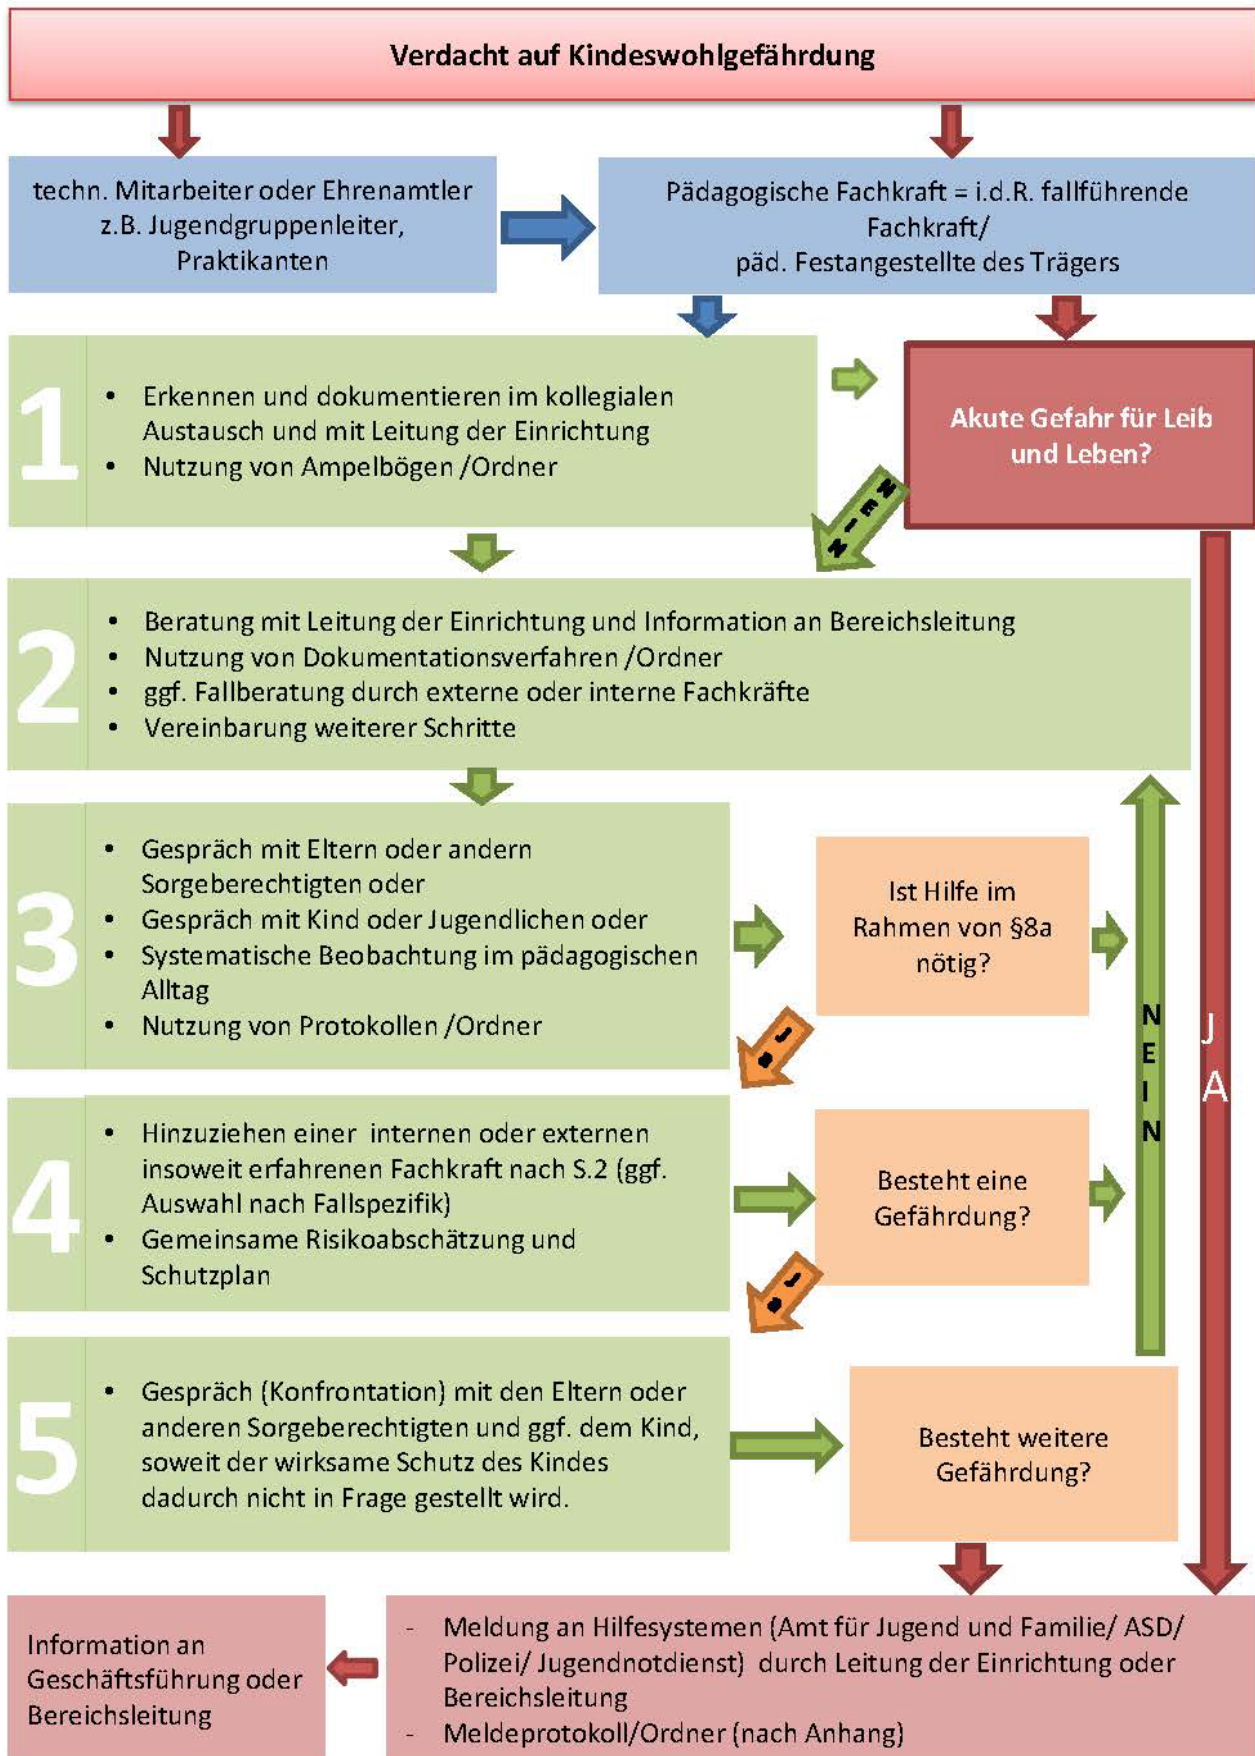 Verdacht auf Kindeswohlgefährdung
techn. Mitarbeiter oder Ehrenamtler
z.B. Jugendgruppenleiter,
Praktikanten
Pädagogische Fachkraft = i.d.R. fallführende
Fachkraft/
päd. Festangestellte des Trägers
1
• Erkennen und dokumentieren im kollegialen
Austausch und mit Leitung der Einrichtung
• Nutzung von Ampelbögen /Ordner
Akute Gefahr für Leib
und Leben?
NEIN
2
• Beratung mit Leitung der Einrichtung und Information an Bereichsleitung
• Nutzung von Dokumentationsverfahren /Ordner
• ggf. Fallberatung durch externe oder interne Fachkräfte
• Vereinbarung weiterer Schritte
3
• Gespräch mit Eltern oder andern
Sorgeberechtigten oder
• Gespräch mit Kind oder Jugendlichen oder
• Systematische Beobachtung im pädagogischen
Alltag
• Nutzung von Protokollen /Ordner
Ist Hilfe im
Rahmen von §8a
nötig?
Ja
NEIN
JA
4
• Hinzuziehen einer internen oder externen
insoweit erfahrenen Fachkraft nach S.2 (ggf.
Auswahl nach Fallspezifik)
• Gemeinsame Risikoabschätzung und
Schutzplan
Besteht eine
Gefährdung?
Ja
5
• Gespräch (Konfrontation) mit den Eltern oder
anderen Sorgeberechtigten und ggf. dem Kind,
soweit der wirksame Schutz des Kindes
dadurch nicht in Frage gestellt wird.
Besteht weitere
Gefährdung?
Information an
Geschäftsführung oder
Bereichsleitung
- Meldung an Hilfesystemen (Amt für Jugend und Familie/ ASD/
Polizei/ Jugendnotdienst) durch Leitung der Einrichtung oder
Bereichsleitung
- Meldeprotokoll/Ordner (nach Anhang)